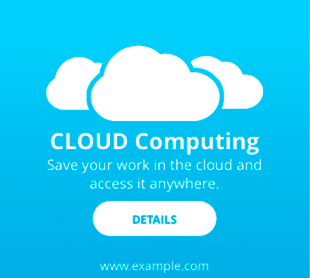 CLOUD Computing
Save your work in the cloud and
access it anywhere.
DETAILS
www.example.com